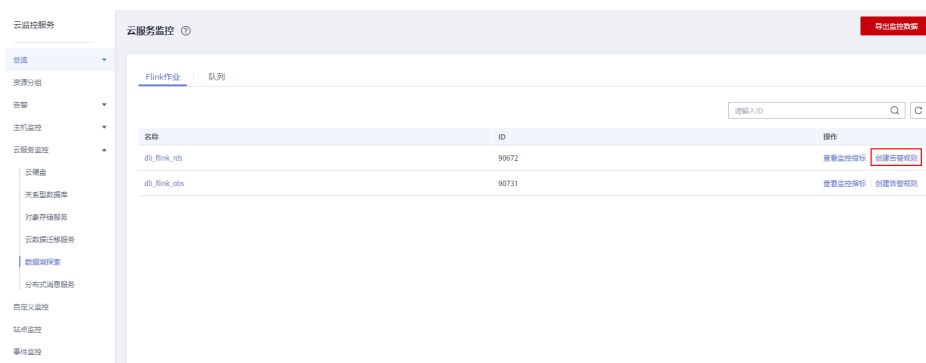 云监控服务
云服务监控
导出监控数据
总览
Flink作业
队列
资源分组
告警
请输入ID
主机监控
名称
ID
操作
云服务监控
dli_flink_rds
90672
查看监控指标
创建告警规则
云硬盘
dli_flink_obs
90731
查看监控指标
创建告警规则
关系型数据库
对象存储服务
云数据迁移服务
数据湖探索
分布式消息服务
自定义监控
站点监控
事件监控